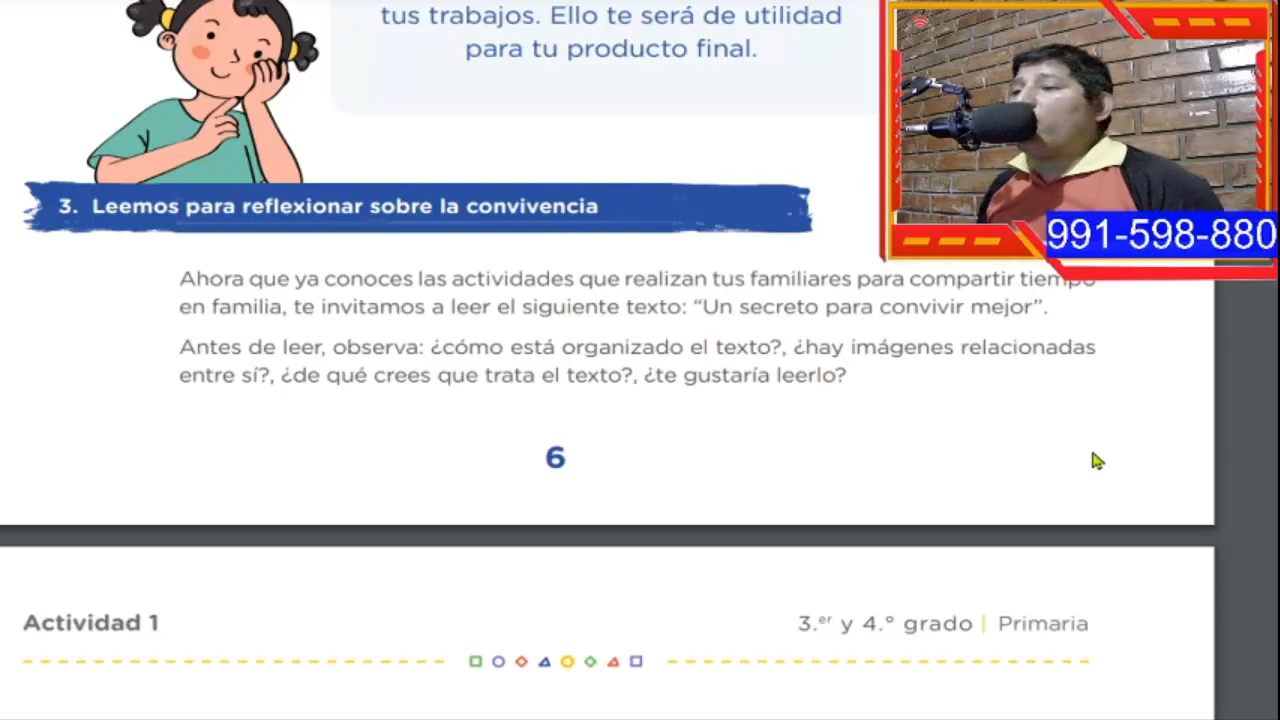 tus trabajos. Ello te será de utilidad
para tu producto final.
991-598-880
3. Leemos para reflexionar sobre la convivencia
Ahora que ya conoces las actividades que realizan tus familiares para compartir tiempo
en familia, te invitamos a leer el siguiente texto: “Un secreto para convivir mejor”.
Antes de leer, observa: ¿cómo está organizado el texto?, ¿hay imágenes relacionadas
entre sí?, ¿de qué crees que trata el texto?, ¿te gustaría leerlo?
6
Actividad 1
3.er y 4.° grado | Primaria